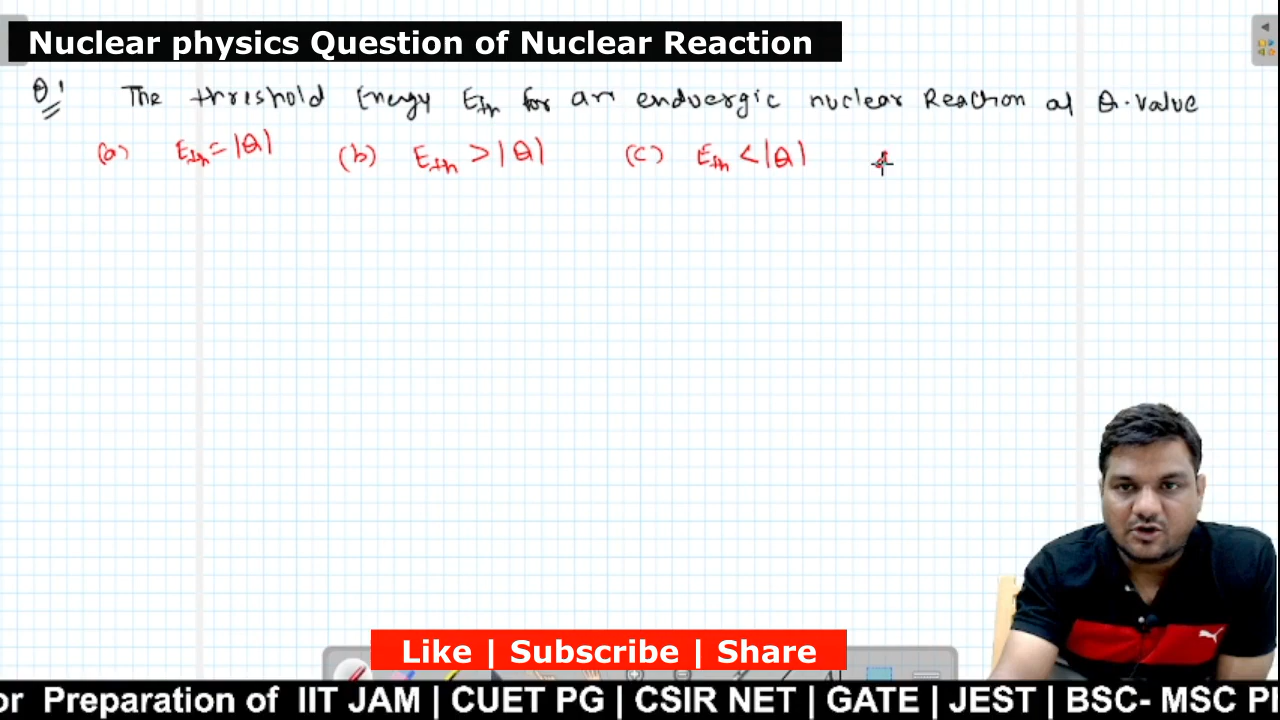 Nuclear physics Question of Nuclear Reaction
Q! The threshold Energy Eth for an endoergic nuclear Reaction of Q-value
(a) Eth = |Q| (b) Eth > |Q| (c) Eth < |Q|
Like | Subscribe | Share
or Preparation of IIT JAM | CUET PG | CSIR NET | GATE | JEST | BSC- MSC P